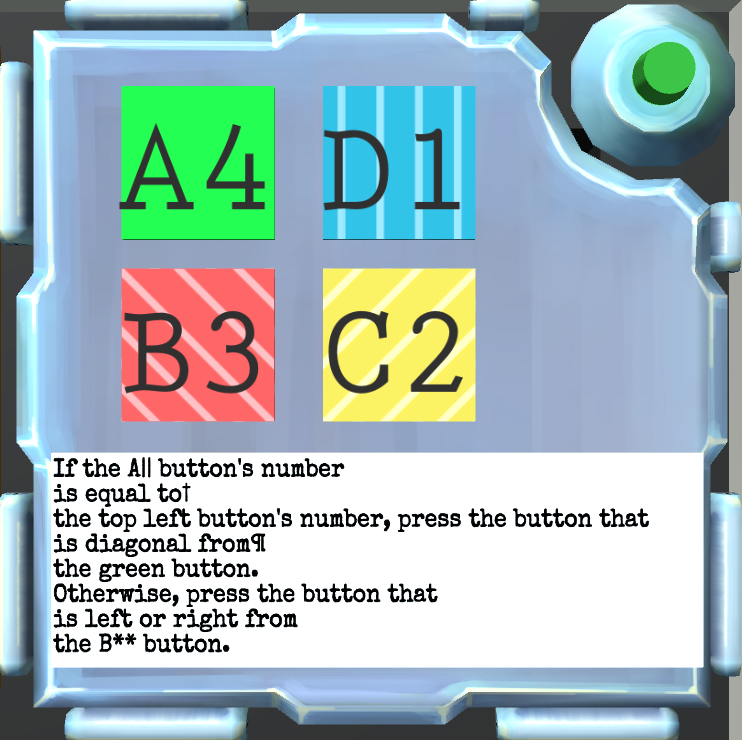 A4 D1
B3 C2
If the A|| button's number
is equal to†
the top left button's number, press the button that
is diagonal from¶
the green button.
Otherwise, press the button that
is left or right from
the B** button.